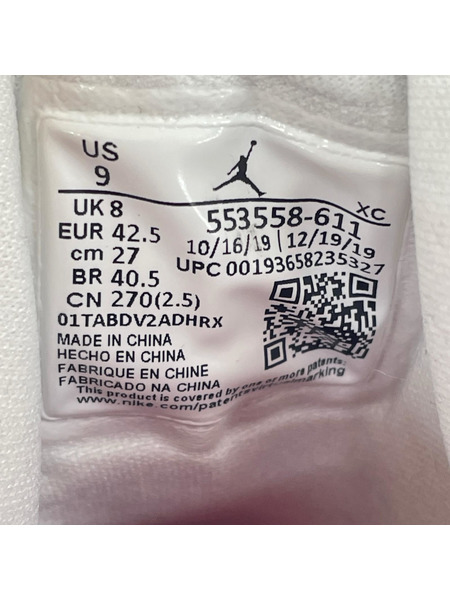 US
9
UK 8
EUR 42.5
cm 27
BR 40.5
CN 270(2.5)
01TABDV2ADHRX
XC
553558-611
10/16/19 | 12/19/19
UPC 00193658235327
MADE IN CHINA
HECHO EN CHINA
FABRIQUE EN CHINE
FABRICADO NA CHINA
This product is covered by one or more patents:
www.nike.com/patentvirtualmarking